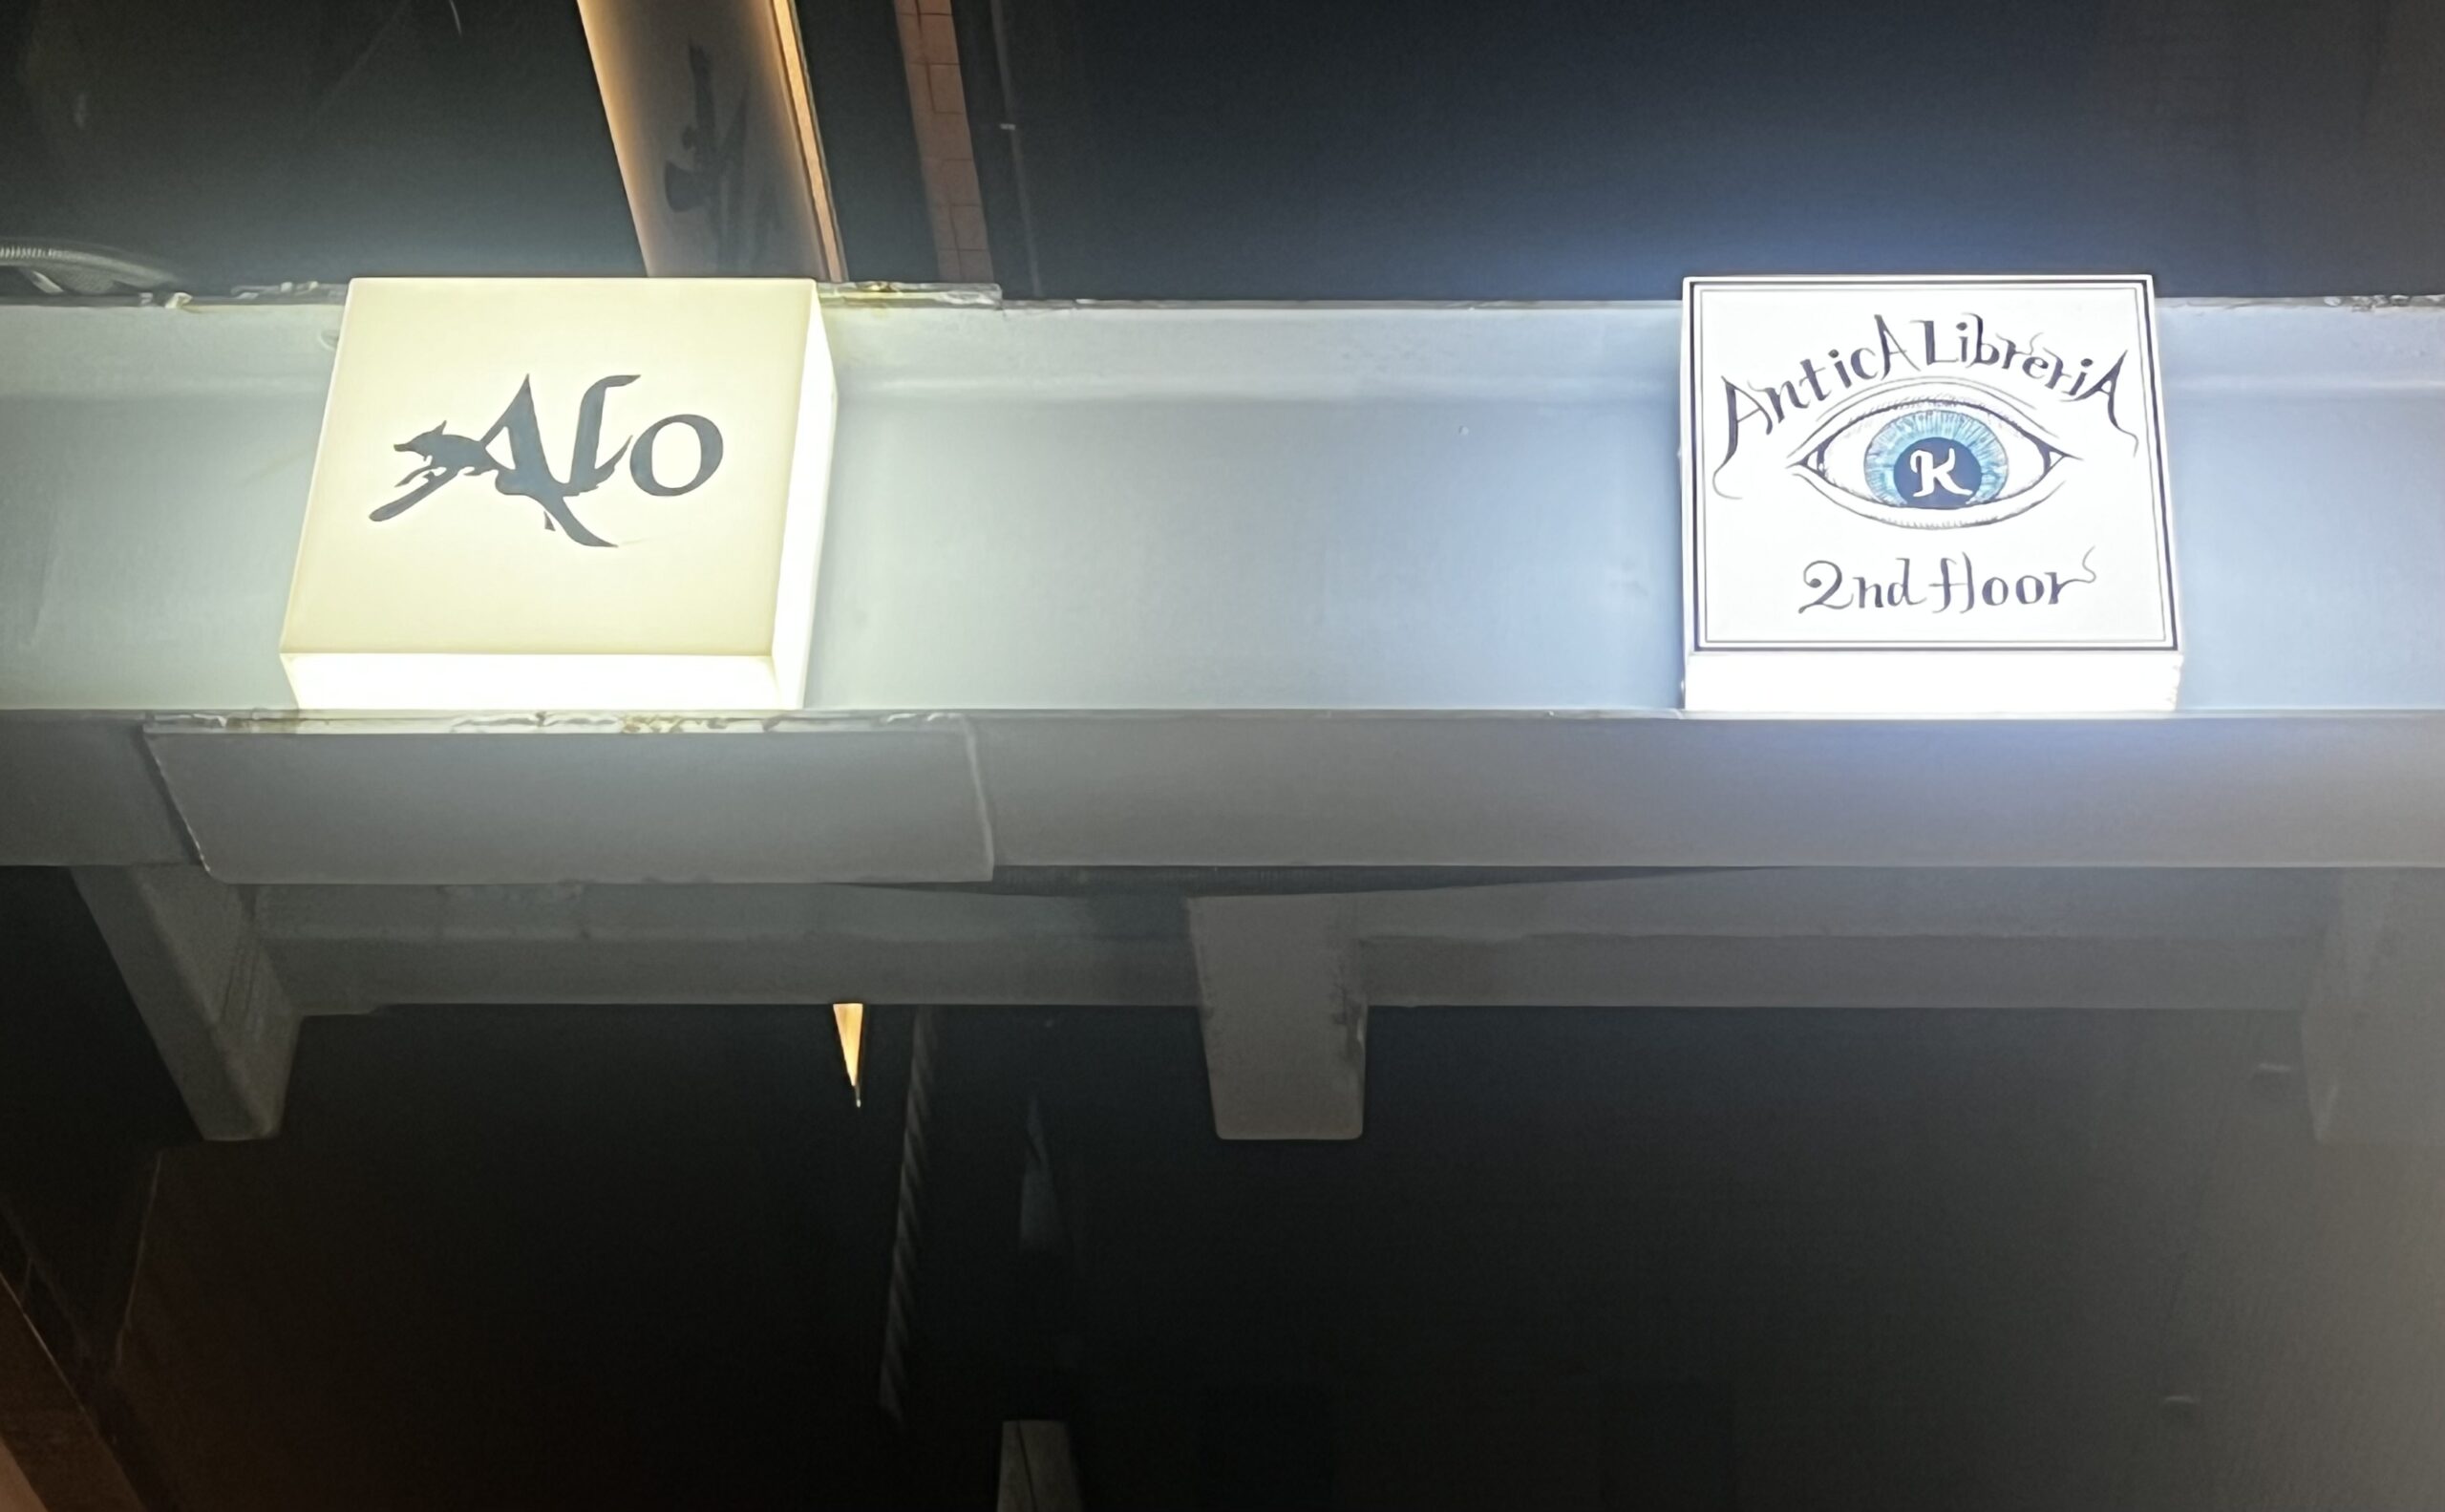 Alo
AnticA LibreriA
K
2nd floor